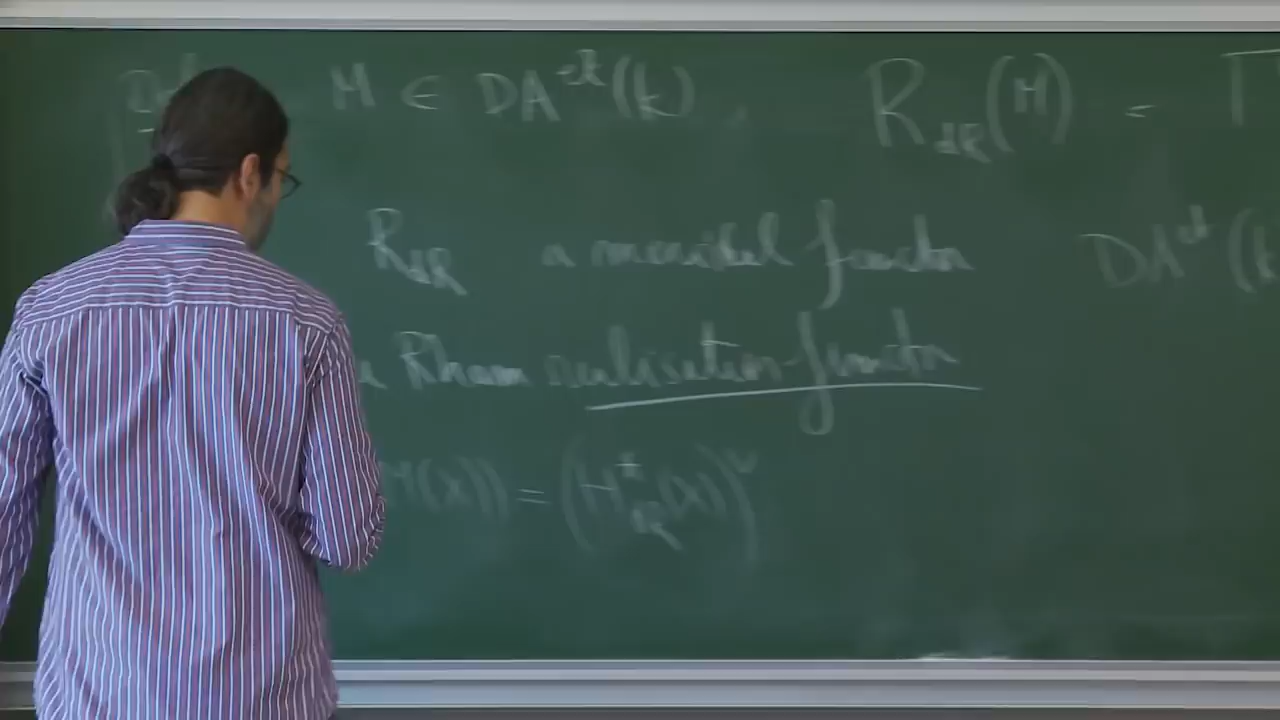 M ∈ DA^{et}(k), R_{dR}(M) = Γ
R_{dR} a monoidal functor DA^{et}(k
Rham realisation functor
M(X)) = (H^*_{dR}(X))^∨